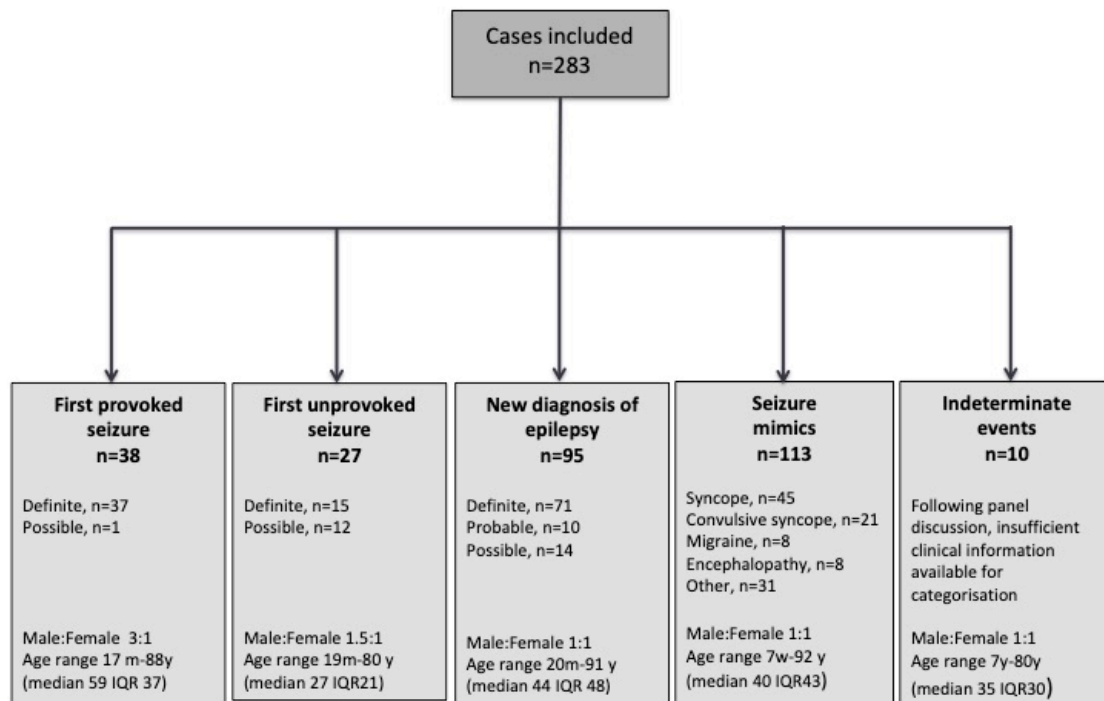 Cases included
n=283
First provoked
seizure
n=38
Definite, n=37
Possible, n=1
Male:Female  3:1
Age range 17 m-88y
(median 59 IQR 37)
First unprovoked
seizure
n=27
Definite, n=15
Possible, n=12
Male:Female 1.5:1
Age range 19m-80 y
(median 27 IQR21)
New diagnosis of
epilepsy
n=95
Definite, n=71
Probable, n=10
Possible, n=14
Male:Female 1:1
Age range 20m-91 y
(median 44 IQR 48)
Seizure
mimics
n=113
Syncope, n=45
Convulsive syncope, n=21
Migraine, n=8
Encephalopathy, n=8
Other, n=31
Male:Female 1:1
Age range 7w-92 y
(median 40 IQR43)
Indeterminate
events
n=10
Following panel
discussion, insufficient
clinical information
available for
categorisation
Male:Female 1:1
Age range 7y-80y
(median 35 IQR30)